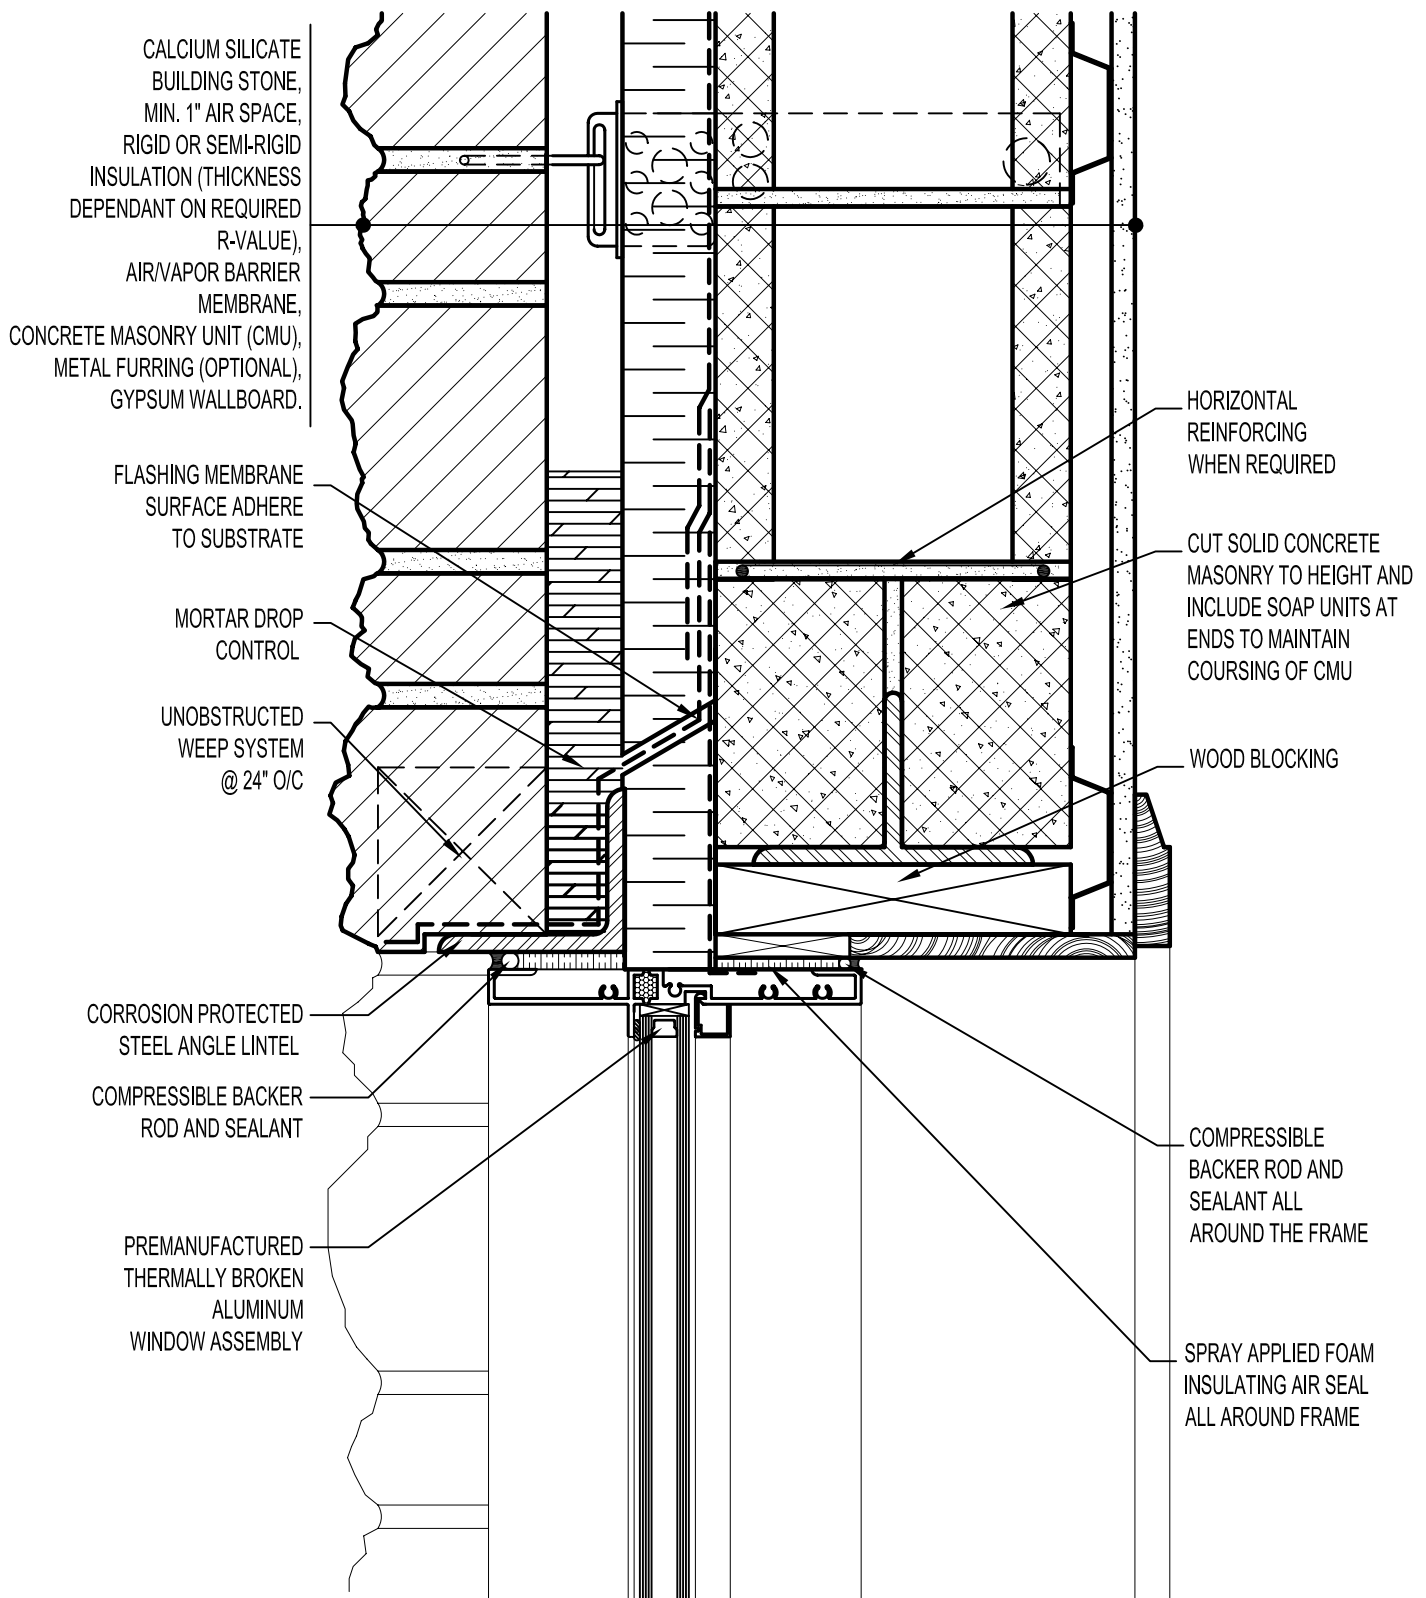 CALCIUM SILICATE
BUILDING STONE,
MIN. 1" AIR SPACE,
RIGID OR SEMI-RIGID
INSULATION (THICKNESS
DEPENDANT ON REQUIRED
R-VALUE),
AIR/VAPOR BARRIER
MEMBRANE,
CONCRETE MASONRY UNIT (CMU),
METAL FURRING (OPTIONAL),
GYPSUM WALLBOARD.
FLASHING MEMBRANE
SURFACE ADHERE
TO SUBSTRATE
MORTAR DROP
CONTROL
UNOBSTRUCTED
WEEP SYSTEM
@ 24" O/C
CORROSION PROTECTED
STEEL ANGLE LINTEL
COMPRESSIBLE BACKER
ROD AND SEALANT
PREMANUFACTURED
THERMALLY BROKEN
ALUMINUM
WINDOW ASSEMBLY
HORIZONTAL
REINFORCING
WHEN REQUIRED
CUT SOLID CONCRETE
MASONRY TO HEIGHT AND
INCLUDE SOAP UNITS AT
ENDS TO MAINTAIN
COURSING OF CMU
WOOD BLOCKING
COMPRESSIBLE
BACKER ROD AND
SEALANT ALL
AROUND THE FRAME
SPRAY APPLIED FOAM
INSULATING AIR SEAL
ALL AROUND FRAME